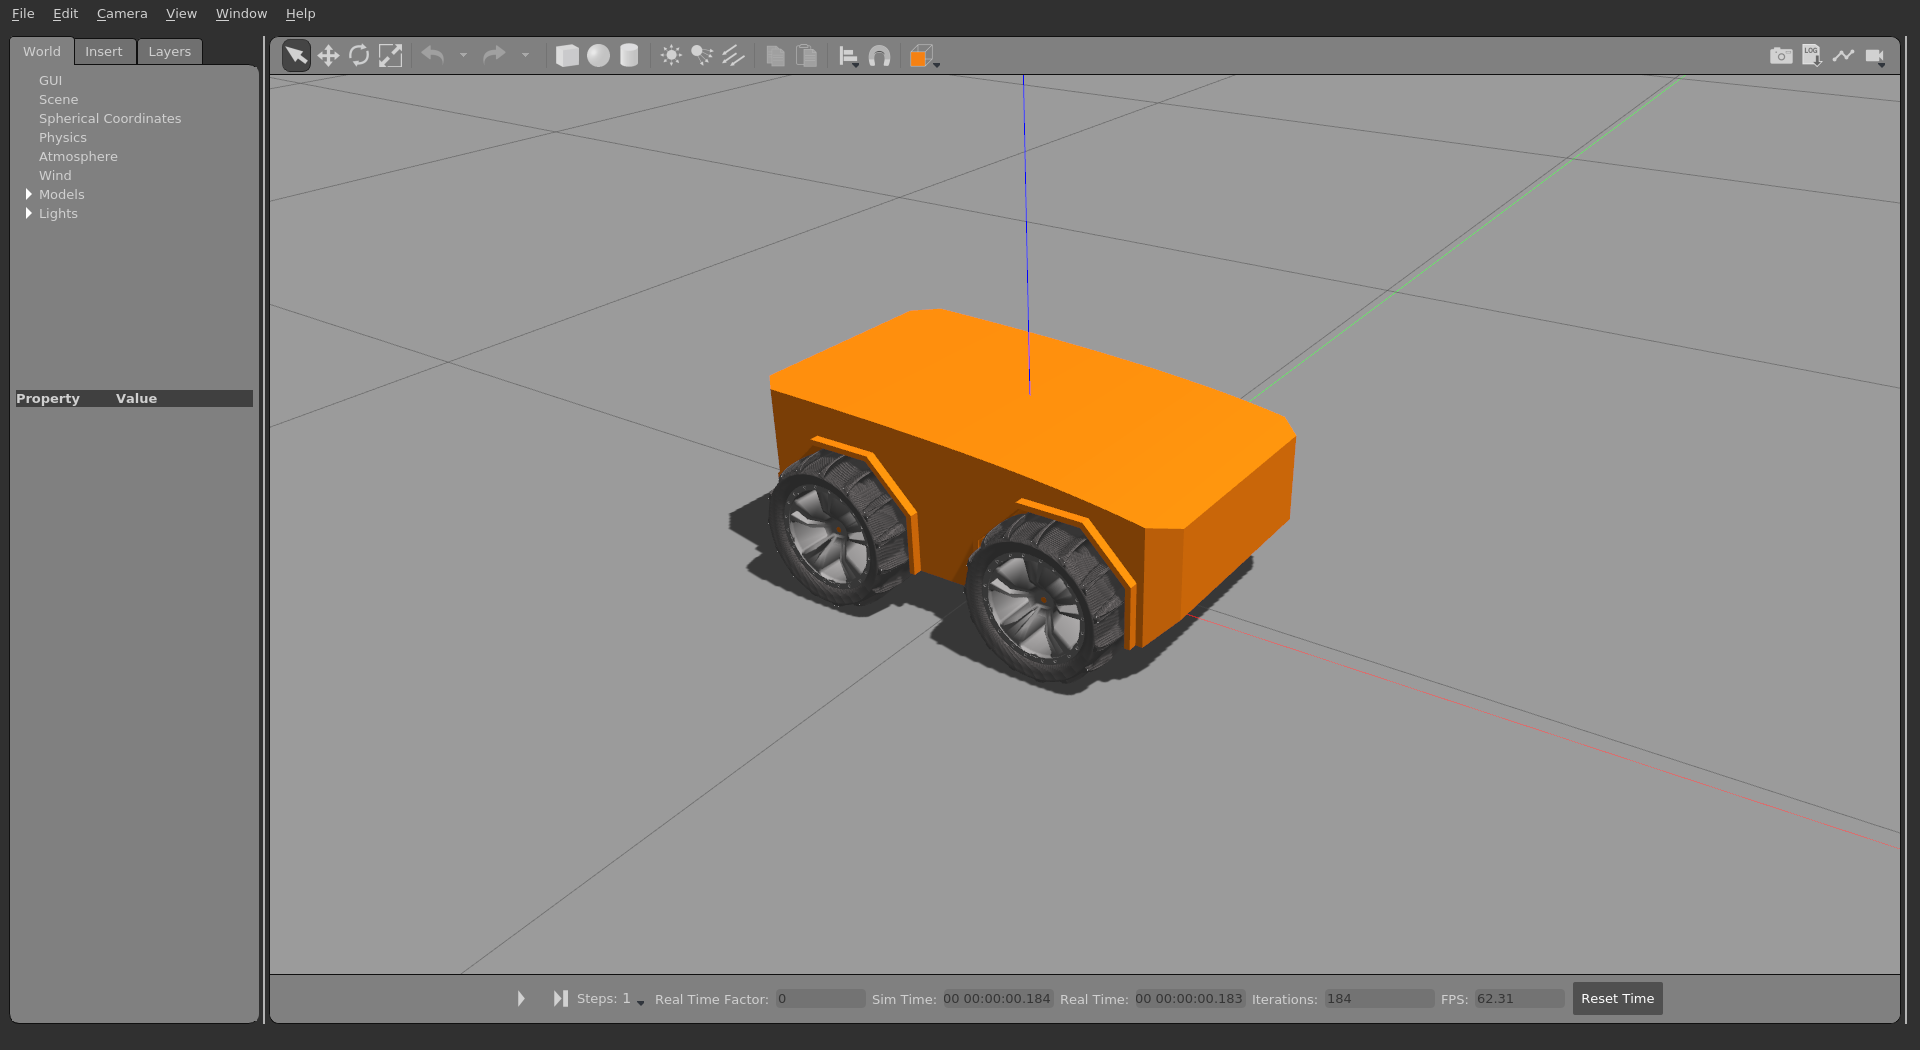 File Edit Camera View Window Help
World Insert Layers
GUI
Scene
Spherical Coordinates
Physics
Atmosphere
Wind
Models
Lights
Property Value
LOG
Steps: 1 Real Time Factor: 0 Sim Time: 00 00:00:00.184 Real Time: 00 00:00:00.183 Iterations: 184 FPS: 62.31 Reset Time